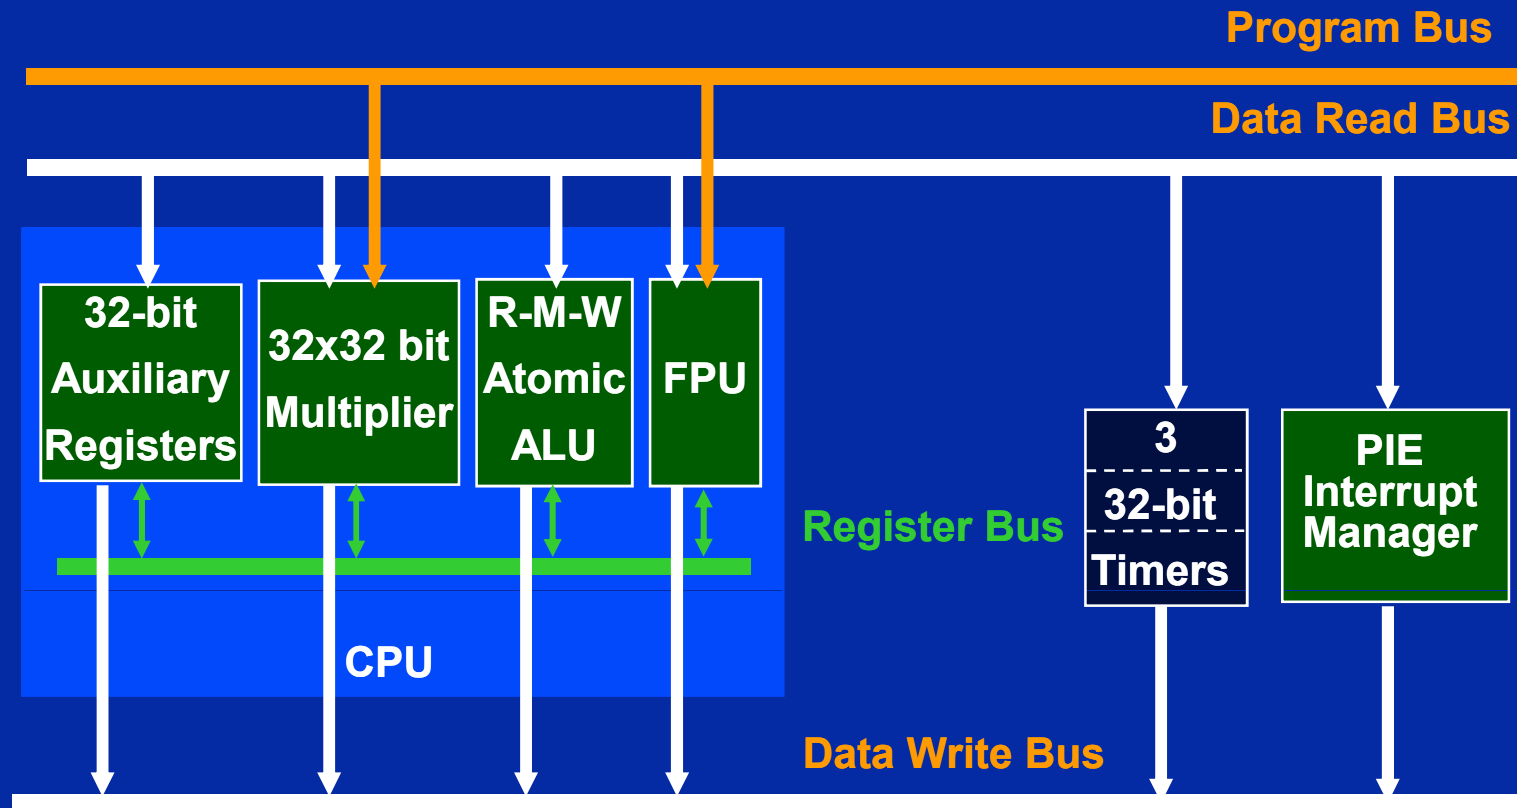 Program Bus
Data Read Bus
32-bit
Auxiliary
Registers
32x32 bit
Multiplier
R-M-W
Atomic
ALU
FPU
Register Bus
3
32-bit
Timers
PIE
Interrupt
Manager
CPU
Data Write Bus